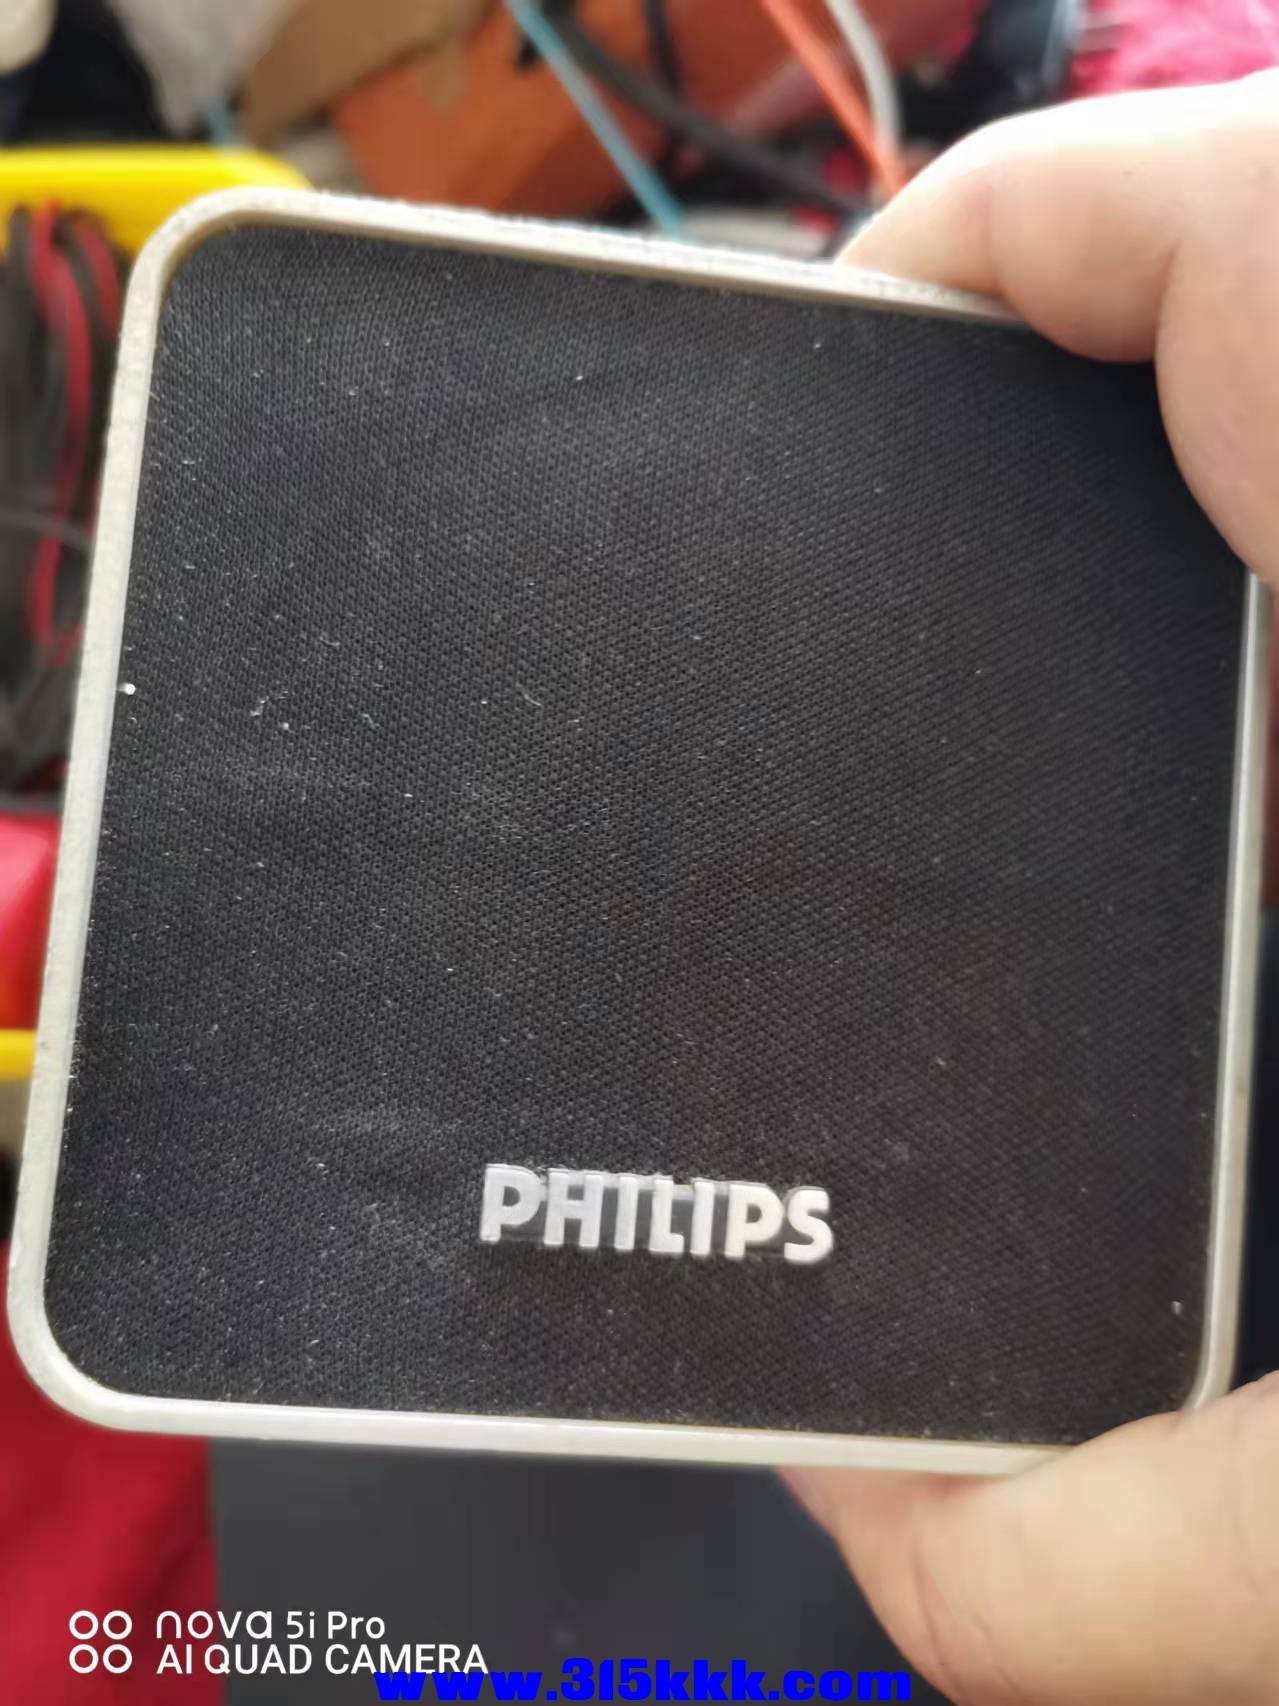 PHILIPS
nova 5i Pro
AI QUAD CAMERA
www.315kkk.com